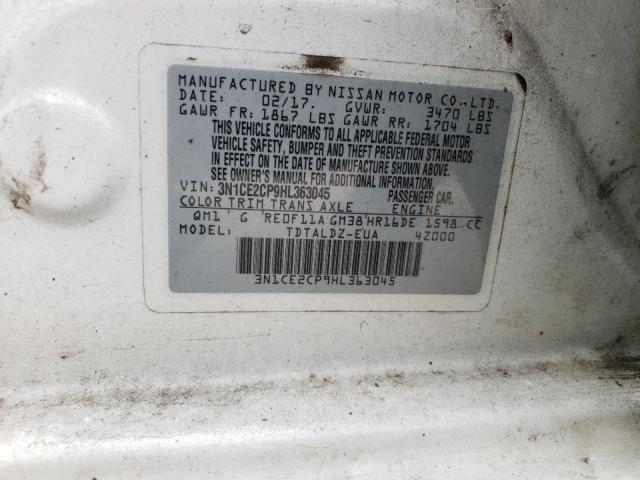 MANUFACTURED BY NISSAN MOTOR CO.,LTD.
DATE: 02/17. GVWR: 3470 LBS
GAWR FR: 1867 LBS GAWR RR: 1704 LBS
THIS VEHICLE CONFORMS TO ALL APPLICABLE FEDERAL MOTOR
VEHICLE SAFETY, BUMPER AND THEFT PREVENTION STANDARDS
IN EFFECT ON THE DATE OF MANUFACTURE SHOWN ABOVE.
SEE OWNER'S MANUAL FOR ADDITIONAL INFORMATION.
VIN: 3N1CE2CP9HL363045 PASSENGER CAR.
COLOR TRIM TRANS AXLE ENGINE
QM1 G RE0F11A GM38 HR16DE 1598 CC
MODEL: TDTALDZ-EUA 4Z000
3N1CE2CP9HL363045